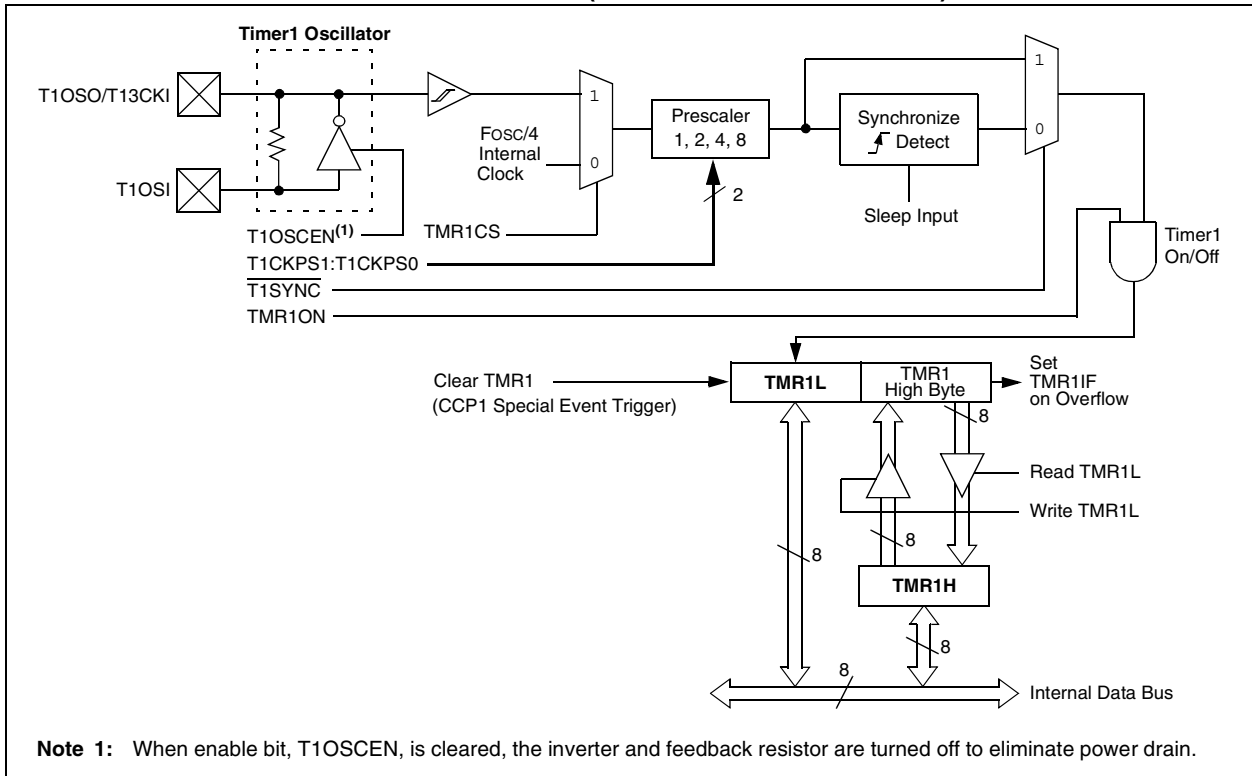 Timer1 Oscillator
T1OSO/T13CKI
T1OSI
1
FOSC/4
Internal
Clock
0
Prescaler
1, 2, 4, 8
2
Synchronize
Detect
Sleep Input
1
0
T1OSCEN(1)
TMR1CS
T1CKPS1:T1CKPS0
T1SYNC
TMR1ON
Timer1
On/Off
Clear TMR1
(CCP1 Special Event Trigger)
TMR1L
TMR1
High Byte
Set
TMR1IF
on Overflow
8
Read TMR1L
Write TMR1L
8
8
TMR1H
8
8
Internal Data Bus
Note 1: When enable bit, T1OSCEN, is cleared, the inverter and feedback resistor are turned off to eliminate power drain.